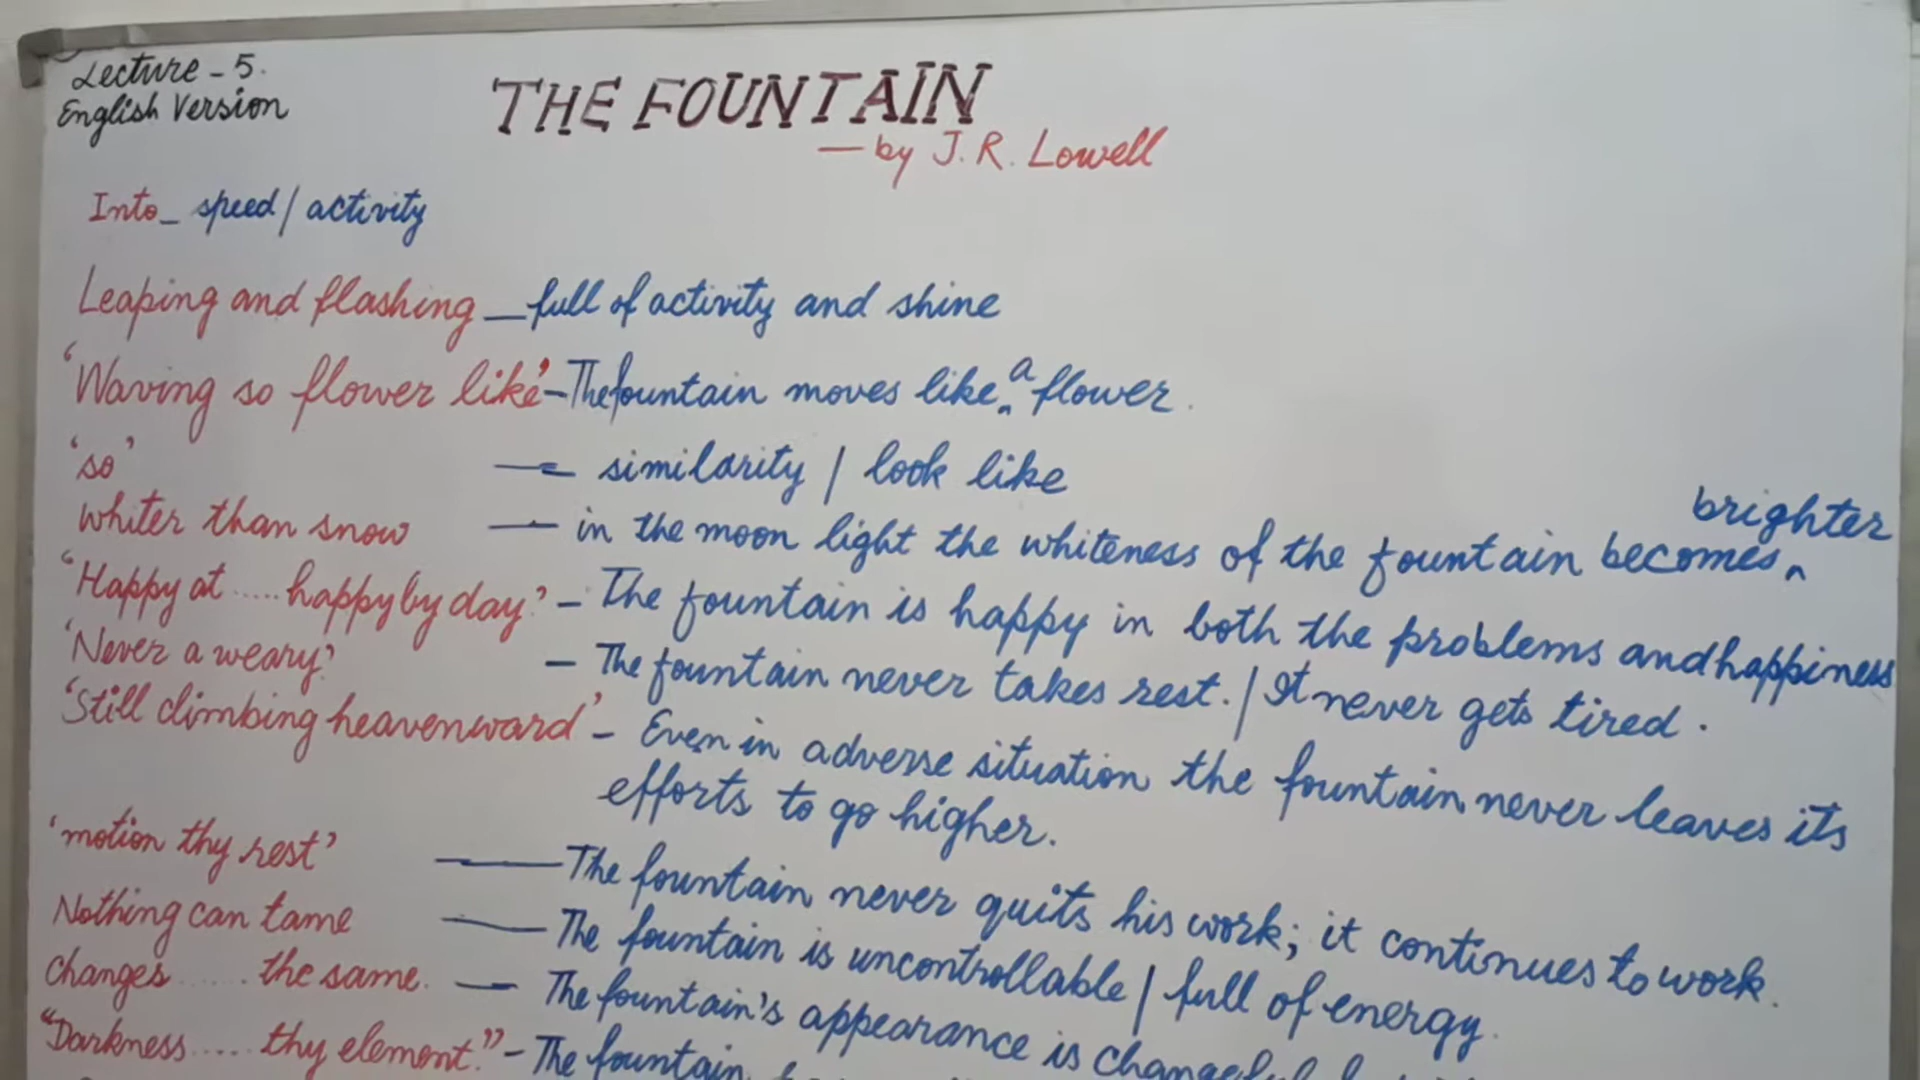 Lecture - 5.
English Version
THE FOUNTAIN
— by J. R. Lowell
Into_ speed / activity
Leaping and flashing _ full of activity and shine
'Waving so flower like' - The fountain moves like ^a flower.
'so' — similarity / look like
whiter than snow — in the moon light the whiteness of the fountain becomes ^brighter
'Happy at ..... happy by day.' - The fountain is happy in both the problems and happiness
'Never a weary' - The fountain never takes rest. / It never gets tired.
'Still climbing heavenward' - Even in adverse situation the fountain never leaves its
efforts to go higher.
'motion thy rest' — The fountain never quits his work; it continues to work.
Nothing can tame — The fountain is uncontrollable / full of energy.
Changes ...... the same. — The fountain's appearance is changeful
"Darkness ..... thy element." - The fountain